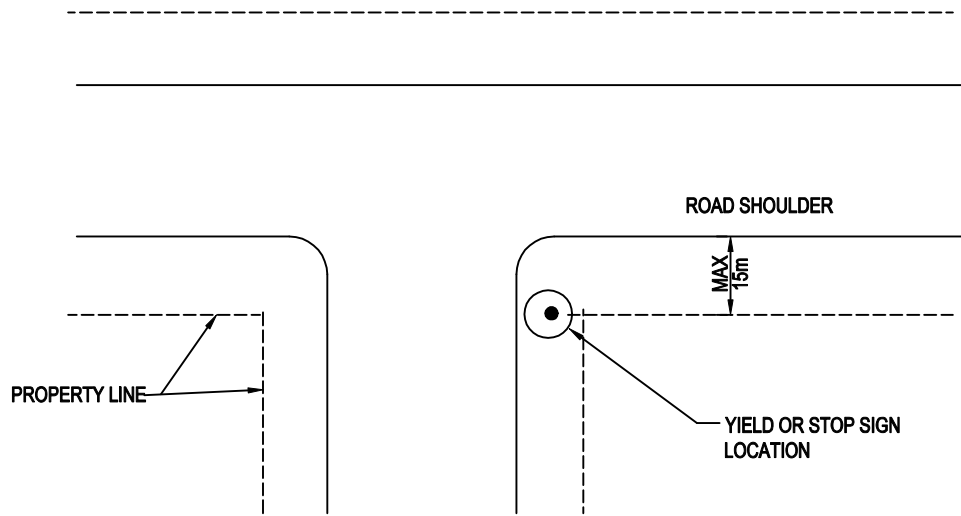 ROAD SHOULDER
MAX
15m
PROPERTY LINE
YIELD OR STOP SIGN
LOCATION